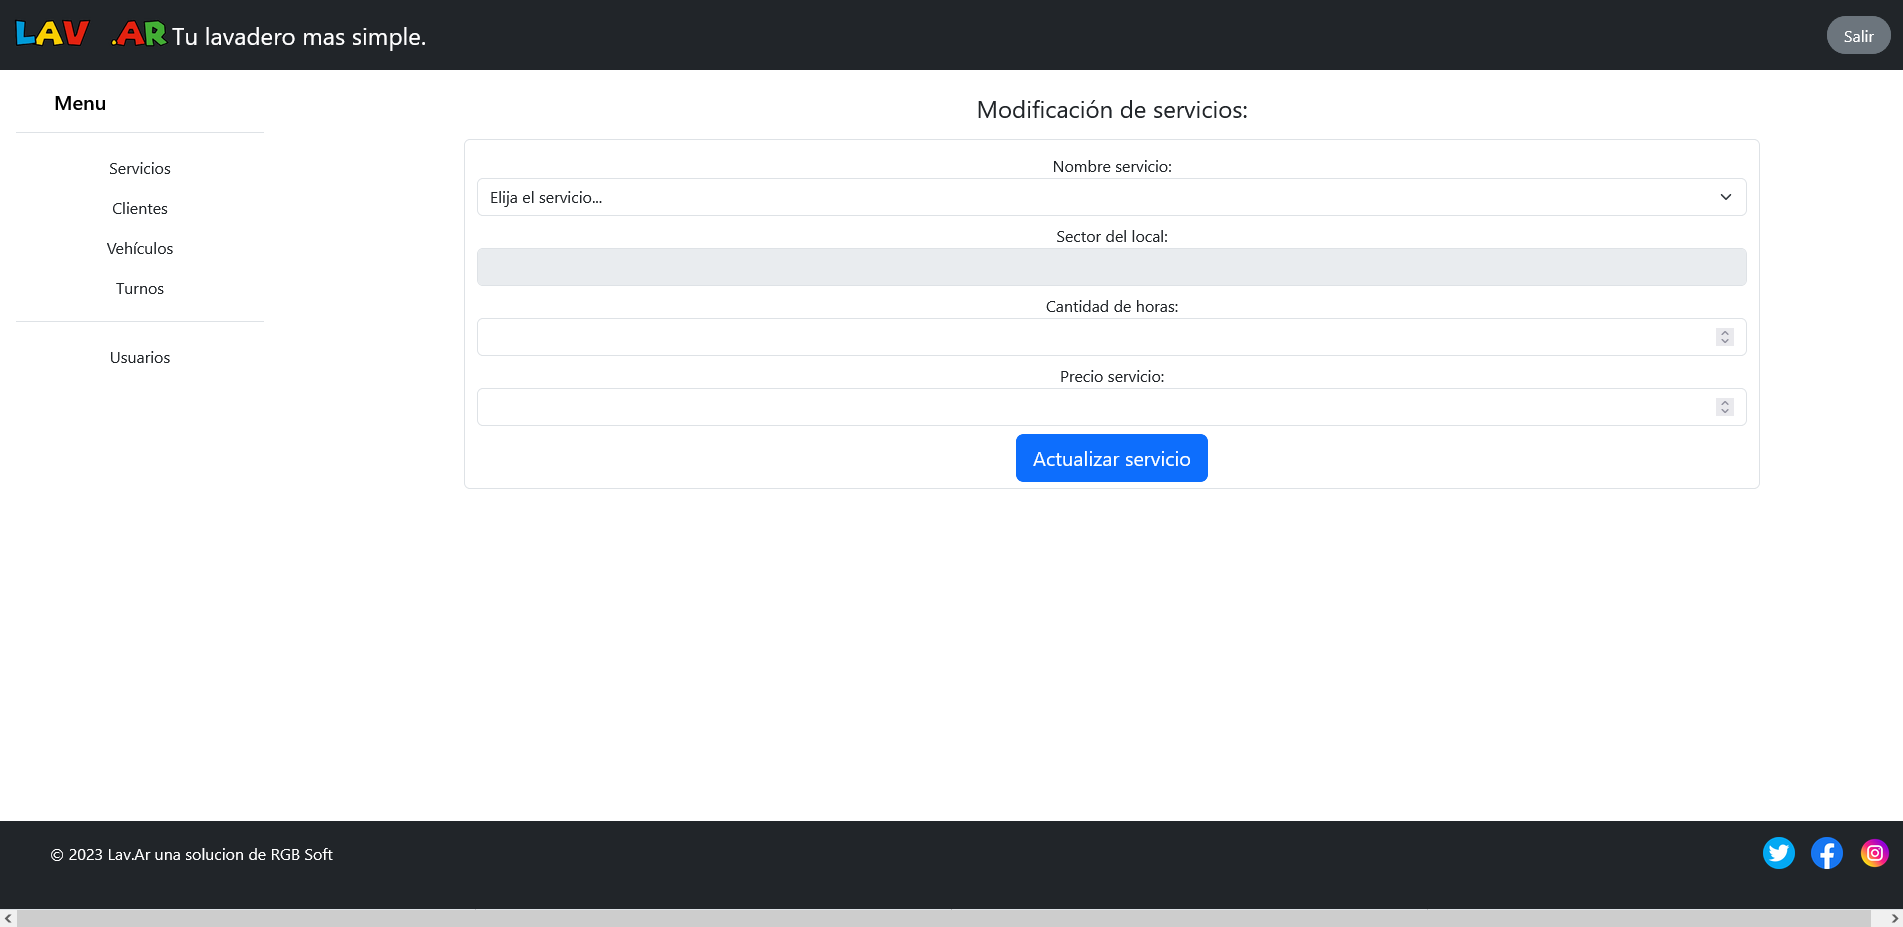 LAV .AR Tu lavadero mas simple.
Salir
Menu
Servicios
Clientes
Vehículos
Turnos
Usuarios
Modificación de servicios:
Nombre servicio:
Elija el servicio...
Sector del local:
Cantidad de horas:
Precio servicio:
Actualizar servicio
© 2023 Lav.Ar una solucion de RGB Soft